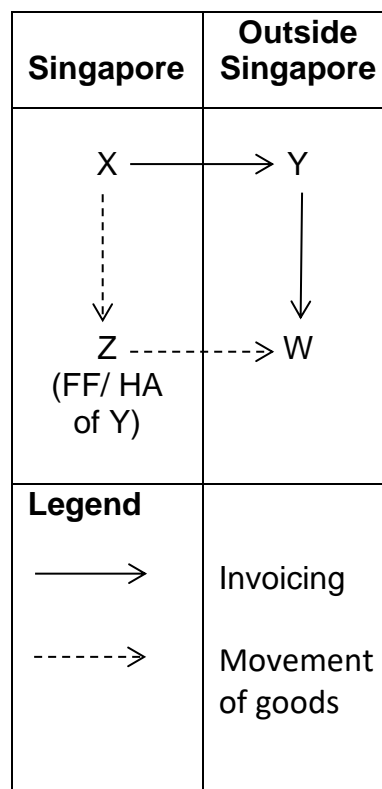 Singapore
Outside
Singapore
X
Y
Z
(FF/ HA
of Y)
W
Legend
Invoicing
Movement
of goods